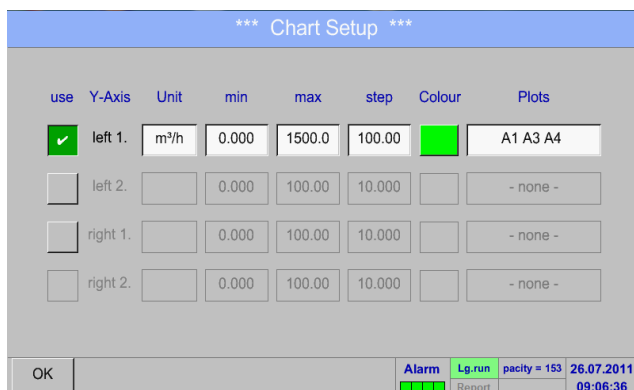 *** Chart Setup ***
use Y-Axis Unit min max step Colour Plots
✔ left 1. m³/h 0.000 1500.0 100.00 A1 A3 A4
left 2. 0.000 100.00 10.000 - none -
right 1. 0.000 100.00 10.000 - none -
right 2. 0.000 100.00 10.000 - none -
OK Alarm Lg.run pacity = 153 26.07.2011
Report 09:06:36